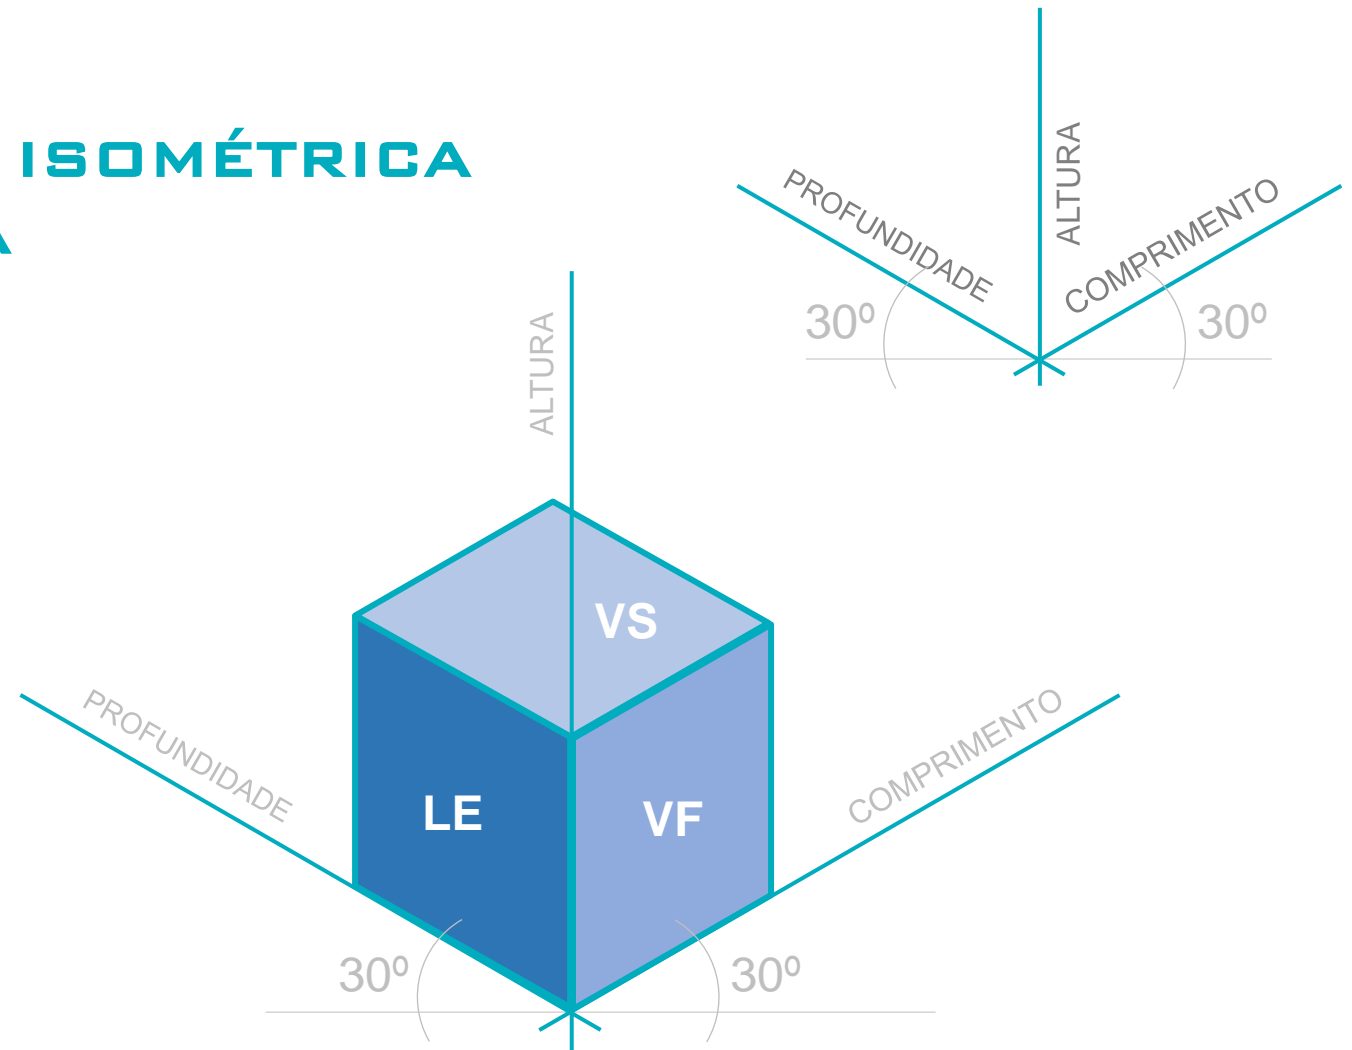 ISOMÉTRICA
A
ALTURA
PROFUNDIDADE
COMPRIMENTO
30º
30º
ALTURA
VS
PROFUNDIDADE
COMPRIMENTO
LE
VF
30º
30º